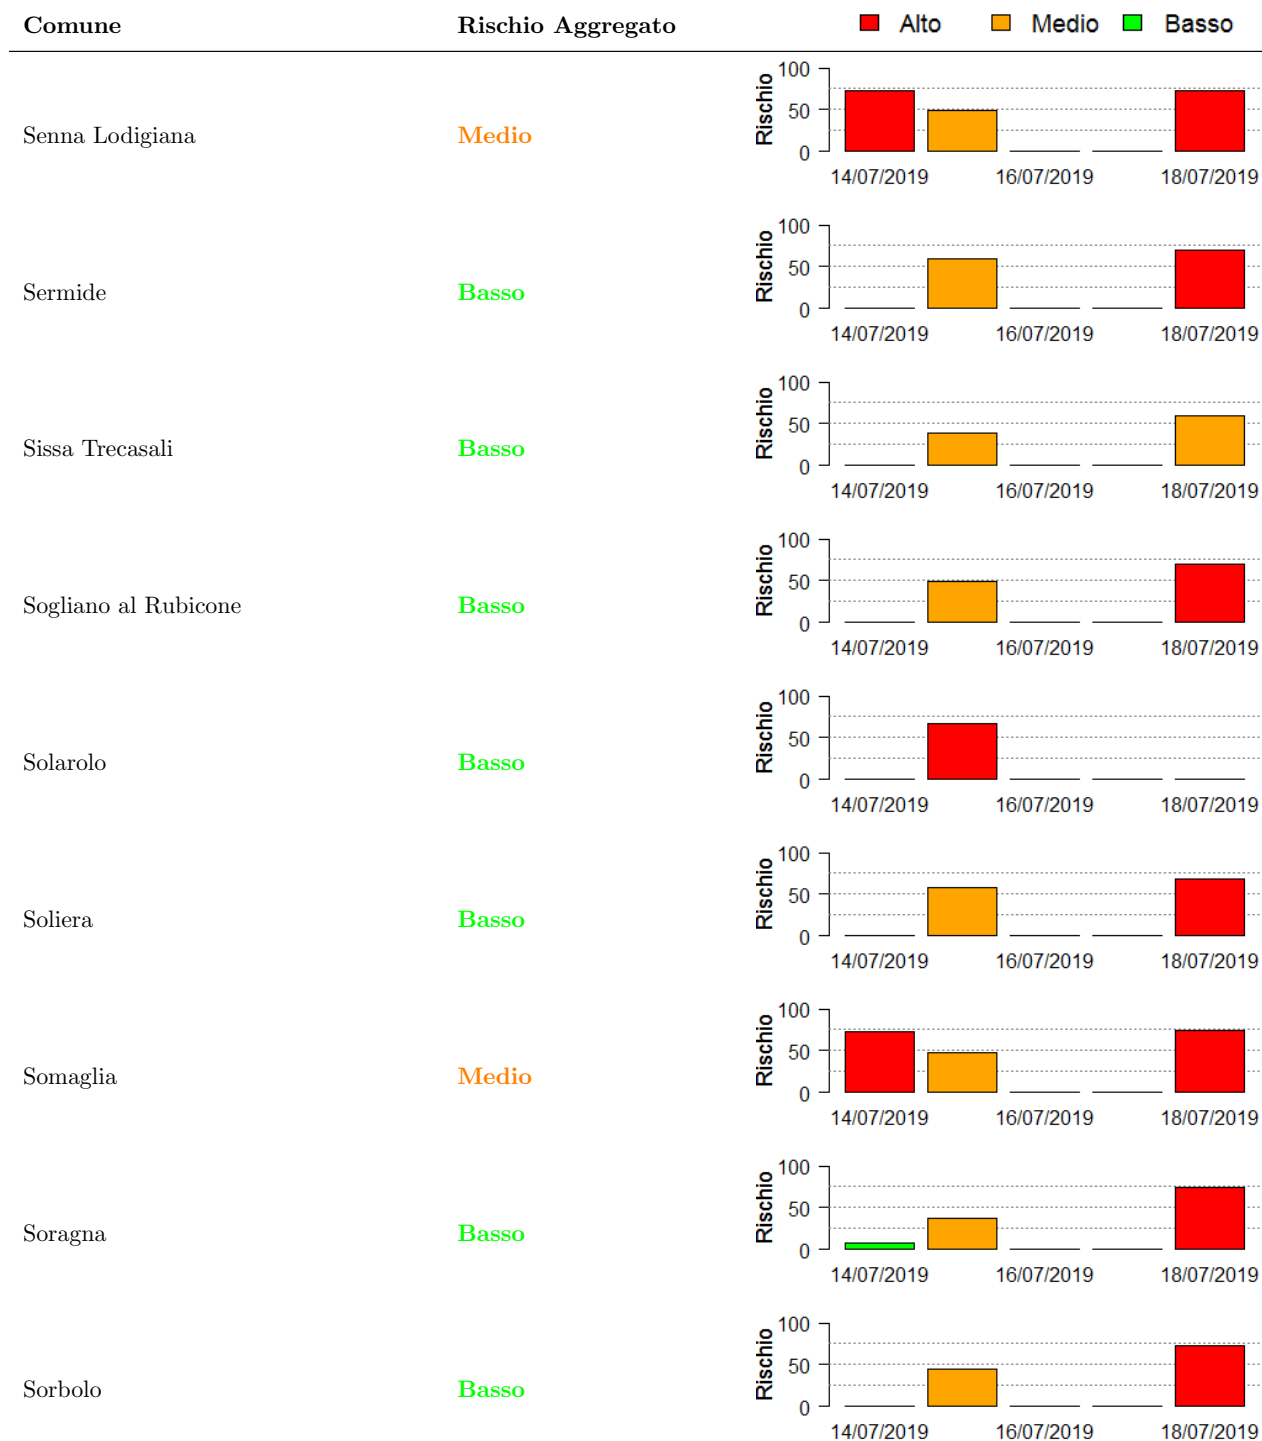 Comune Rischio Aggregato Alto Medio Basso
Senna Lodigiana Medio
Rischio
100
50
0
14/07/2019 16/07/2019 18/07/2019
Sermide Basso
Rischio
100
50
0
14/07/2019 16/07/2019 18/07/2019
Sissa Trecasali Basso
Rischio
100
50
0
14/07/2019 16/07/2019 18/07/2019
Sogliano al Rubicone Basso
Rischio
100
50
0
14/07/2019 16/07/2019 18/07/2019
Solarolo Basso
Rischio
100
50
0
14/07/2019 16/07/2019 18/07/2019
Soliera Basso
Rischio
100
50
0
14/07/2019 16/07/2019 18/07/2019
Somaglia Medio
Rischio
100
50
0
14/07/2019 16/07/2019 18/07/2019
Soragna Basso
Rischio
100
50
0
14/07/2019 16/07/2019 18/07/2019
Sorbolo Basso
Rischio
100
50
0
14/07/2019 16/07/2019 18/07/2019